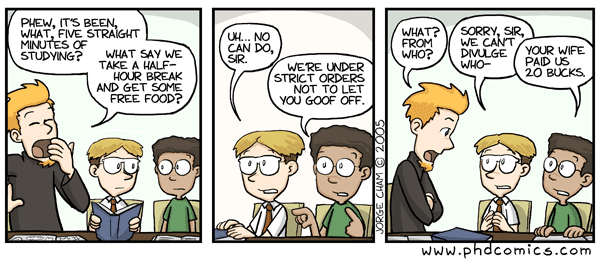 PHEW, IT'S BEEN,
WHAT, FIVE STRAIGHT
MINUTES OF
STUDYING?
WHAT SAY WE
TAKE A HALF-
HOUR BREAK
AND GET SOME
FREE FOOD?
UH... NO
CAN DO,
SIR.
WE'RE UNDER
STRICT ORDERS
NOT TO LET
YOU GOOF OFF.
JORGE CHAM © 2005
WHAT?
FROM
WHO?
SORRY, SIR,
WE CAN'T
DIVULGE
WHO-
YOUR WIFE
PAID US
20 BUCKS.
www.phdcomics.com